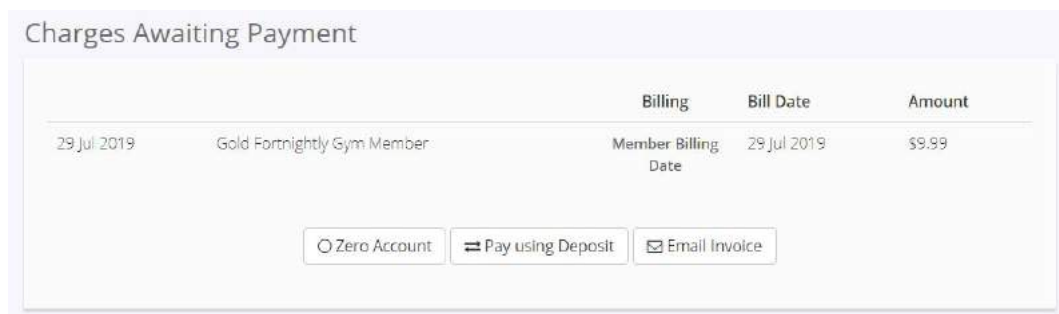 Charges Awaiting Payment
Billing Bill Date Amount
29 Jul 2019 Gold Fortnightly Gym Member Member Billing Date 29 Jul 2019 $9.99
Zero Account Pay using Deposit Email Invoice